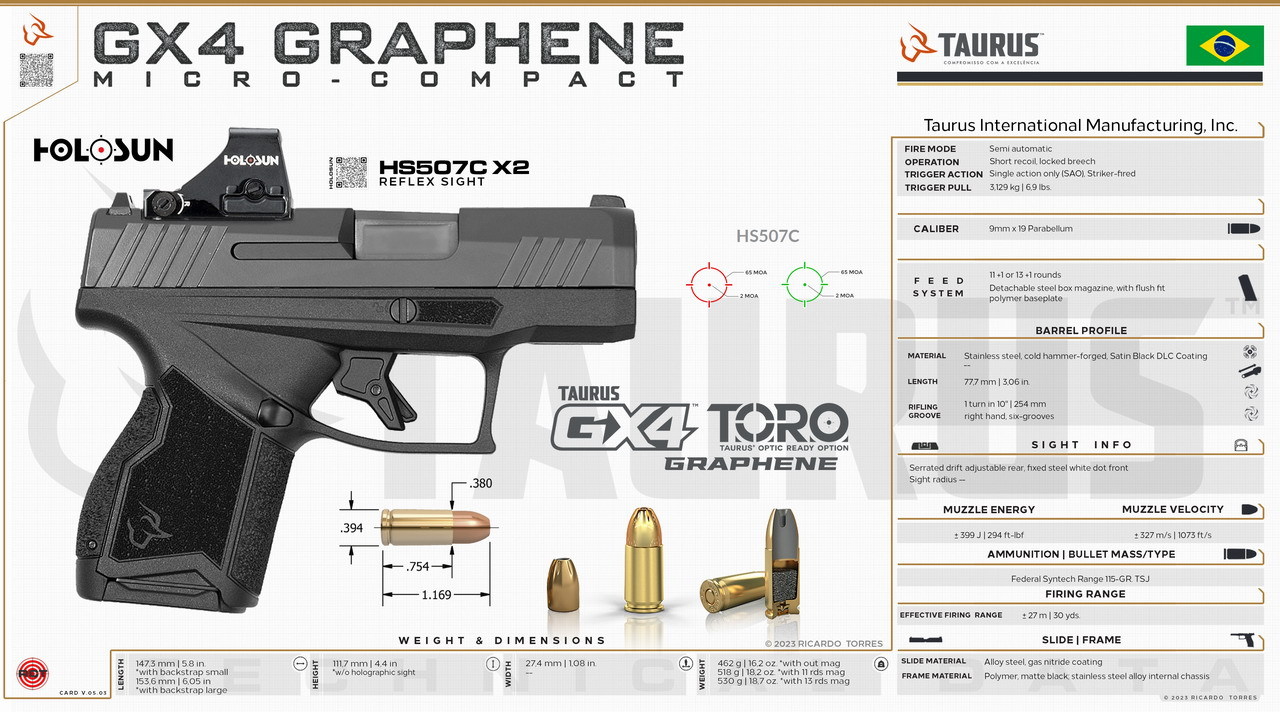 GX4 GRAPHENE
MICRO-COMPACT
TAURUS™
COMPROMISSO COM A EXCELÊNCIA
HOLOSUN
HOLOSUN
HOLOSUN
HS507C X2
REFLEX SIGHT
HS507C
65 MOA
2 MOA
65 MOA
2 MOA
TAURUS
GX4™ TORO
TAURUS' OPTIC READY OPTION
GRAPHENE
.380
.394
.754
1.169
TAURUS™
Taurus International Manufacturing, Inc.
FIRE MODE Semi automatic
OPERATION Short recoil, locked breech
TRIGGER ACTION Single action only (SAO), Striker-fired
TRIGGER PULL 3,129 kg | 6,9 lbs.
CALIBER 9mm x 19 Parabellum
FEED SYSTEM
11 +1 or 13 +1 rounds
Detachable steel box magazine, with flush fit
polymer baseplate
BARREL PROFILE
MATERIAL Stainless steel, cold hammer-forged, Satin Black DLC Coating
--
LENGTH 77,7 mm | 3,06 in.
RIFLING GROOVE
1 turn in 10" | 254 mm
right hand, six-grooves
SIGHT INFO
Serrated drift adjustable rear, fixed steel white dot front
Sight radius —
MUZZLE ENERGY MUZZLE VELOCITY
± 399 J | 294 ft-lbf ± 327 m/s | 1073 ft/s
AMMUNITION | BULLET MASS/TYPE
Federal Syntech Range 115-GR TSJ
FIRING RANGE
EFFECTIVE FIRING RANGE ± 27 m | 30 yds.
SLIDE | FRAME
SLIDE MATERIAL Alloy steel, gas nitride coating
FRAME MATERIAL Polymer, matte black, stainless steel alloy internal chassis
© 2023 RICARDO TORRES
WEIGHT & DIMENSIONS
© 2023 RICARDO TORRES
CARD V.05.03
LENGTH
147.3 mm | 5.8 in.
*with backstrap small
153,6 mm | 6,05 in
*with backstrap large
HEIGHT
111,7 mm | 4,4 in
*w/o holographic sight
WIDTH
27.4 mm | 1.08 in.
--
WEIGHT
462 g | 16,2 oz. *with out mag
518 g | 18,2 oz. *with 11 rds mag
530 g | 18,7 oz. *with 13 rds mag